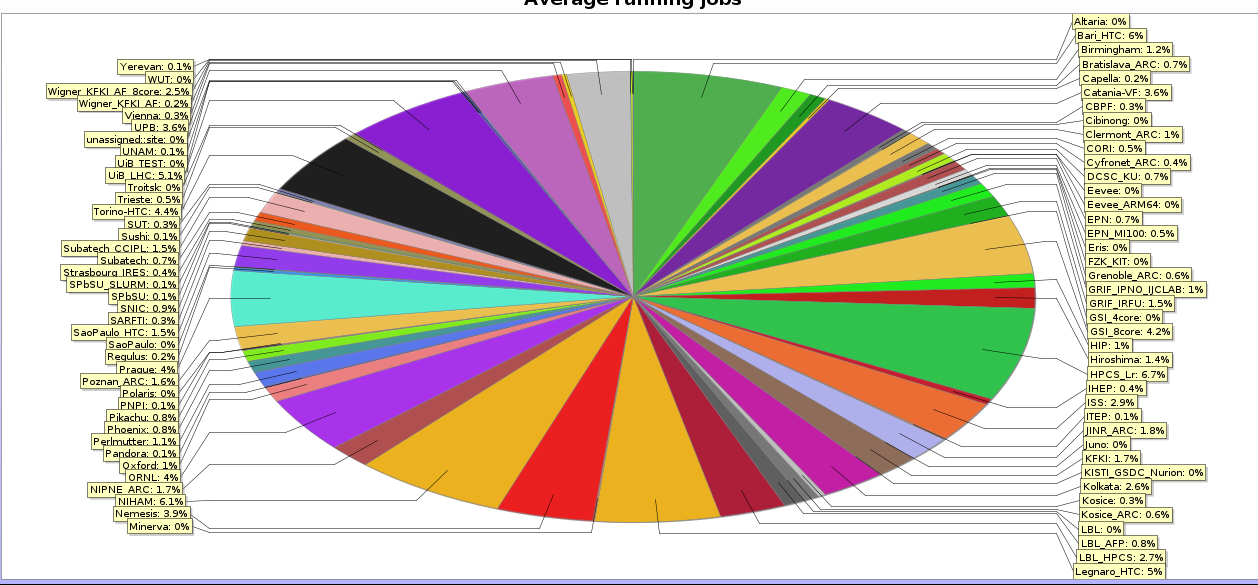 Average running jobs
Altaria: 0%
Bari_HTC: 6%
Birmingham: 1.2%
Bratislava_ARC: 0.7%
Capella: 0.2%
Catania-VF: 3.6%
CBPF: 0.3%
Cibinong: 0%
Clermont_ARC: 1%
CORI: 0.5%
Cyfronet_ARC: 0.4%
DCSC_KU: 0.7%
Eevee: 0%
Eevee_ARM64: 0%
EPN: 0.7%
EPN_MI100: 0.5%
Eris: 0%
FZK_KIT: 0%
Grenoble_ARC: 0.6%
GRIF_IPNO_IJCLAB: 1%
GRIF_IRFU: 1.5%
GSI_4core: 0%
GSI_8core: 4.2%
HIP: 1%
Hiroshima: 1.4%
HPCS_Lr: 6.7%
IHEP: 0.4%
ISS: 2.9%
ITEP: 0.1%
JINR_ARC: 1.8%
Juno: 0%
KFKI: 1.7%
KISTI_GSDC_Nurion: 0%
Kolkata: 2.6%
Kosice: 0.3%
Kosice_ARC: 0.6%
LBL: 0%
LBL_AFP: 0.8%
LBL_HPCS: 2.7%
Legnaro_HTC: 5%
Yerevan: 0.1%
WUT: 0%
Wigner_KFKI_AF_8core: 2.5%
Wigner_KFKI_AF: 0.2%
Vienna: 0.3%
UPB: 3.6%
unassigned::site: 0%
UNAM: 0.1%
UiB_TEST: 0%
UiB_LHC: 5.1%
Troitsk: 0%
Trieste: 0.5%
Torino-HTC: 4.4%
SUT: 0.3%
Sushi: 0.1%
Subatech_CCIPL: 1.5%
Subatech: 0.7%
Strasbourg_IRES: 0.4%
SPbSU_SLURM: 0.1%
SPbSU: 0.1%
SNIC: 0.9%
SARFTI: 0.3%
SaoPaulo_HTC: 1.5%
SaoPaulo: 0%
Regulus: 0.2%
Prague: 4%
Poznan_ARC: 1.6%
Polaris: 0%
PNPI: 0.1%
Pikachu: 0.8%
Phoenix: 0.8%
Perlmutter: 1.1%
Pandora: 0.1%
Oxford: 1%
ORNL: 4%
NIPNE_ARC: 1.7%
NIHAM: 6.1%
Nemesis: 3.9%
Minerva: 0%